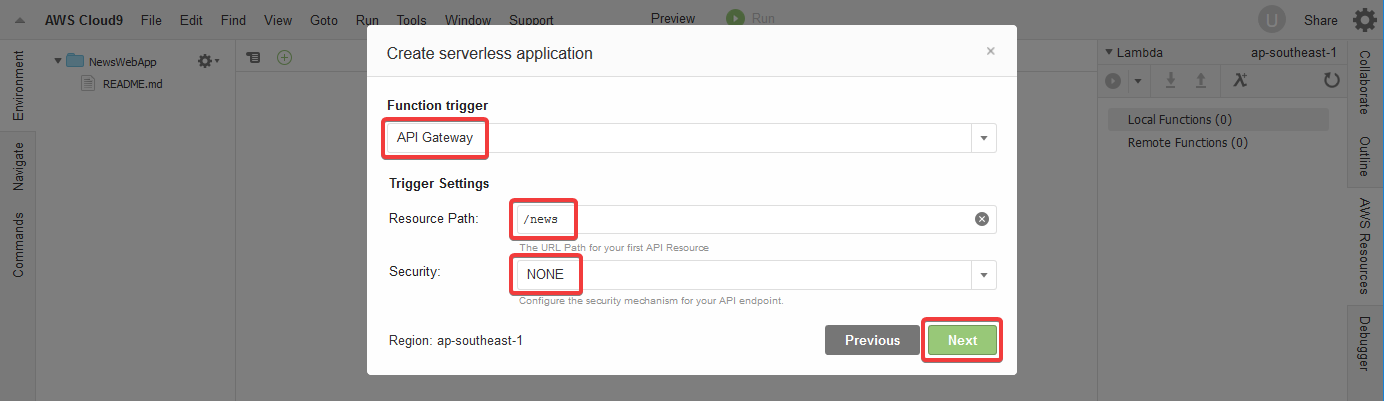 AWS Cloud9 File Edit Find View Goto Run Tools Window Support Preview Run U Share
Environment
Navigate
Commands
NewsWebApp
README.md
Create serverless application ×
Function trigger
API Gateway
Trigger Settings
Resource Path: /news
The URL Path for your first API Resource
Security: NONE
Configure the security mechanism for your API endpoint.
Region: ap-southeast-1 Previous Next
Lambda ap-southeast-1
Local Functions (0)
Remote Functions (0)
Collaborate
Outline
AWS Resources
Debugger